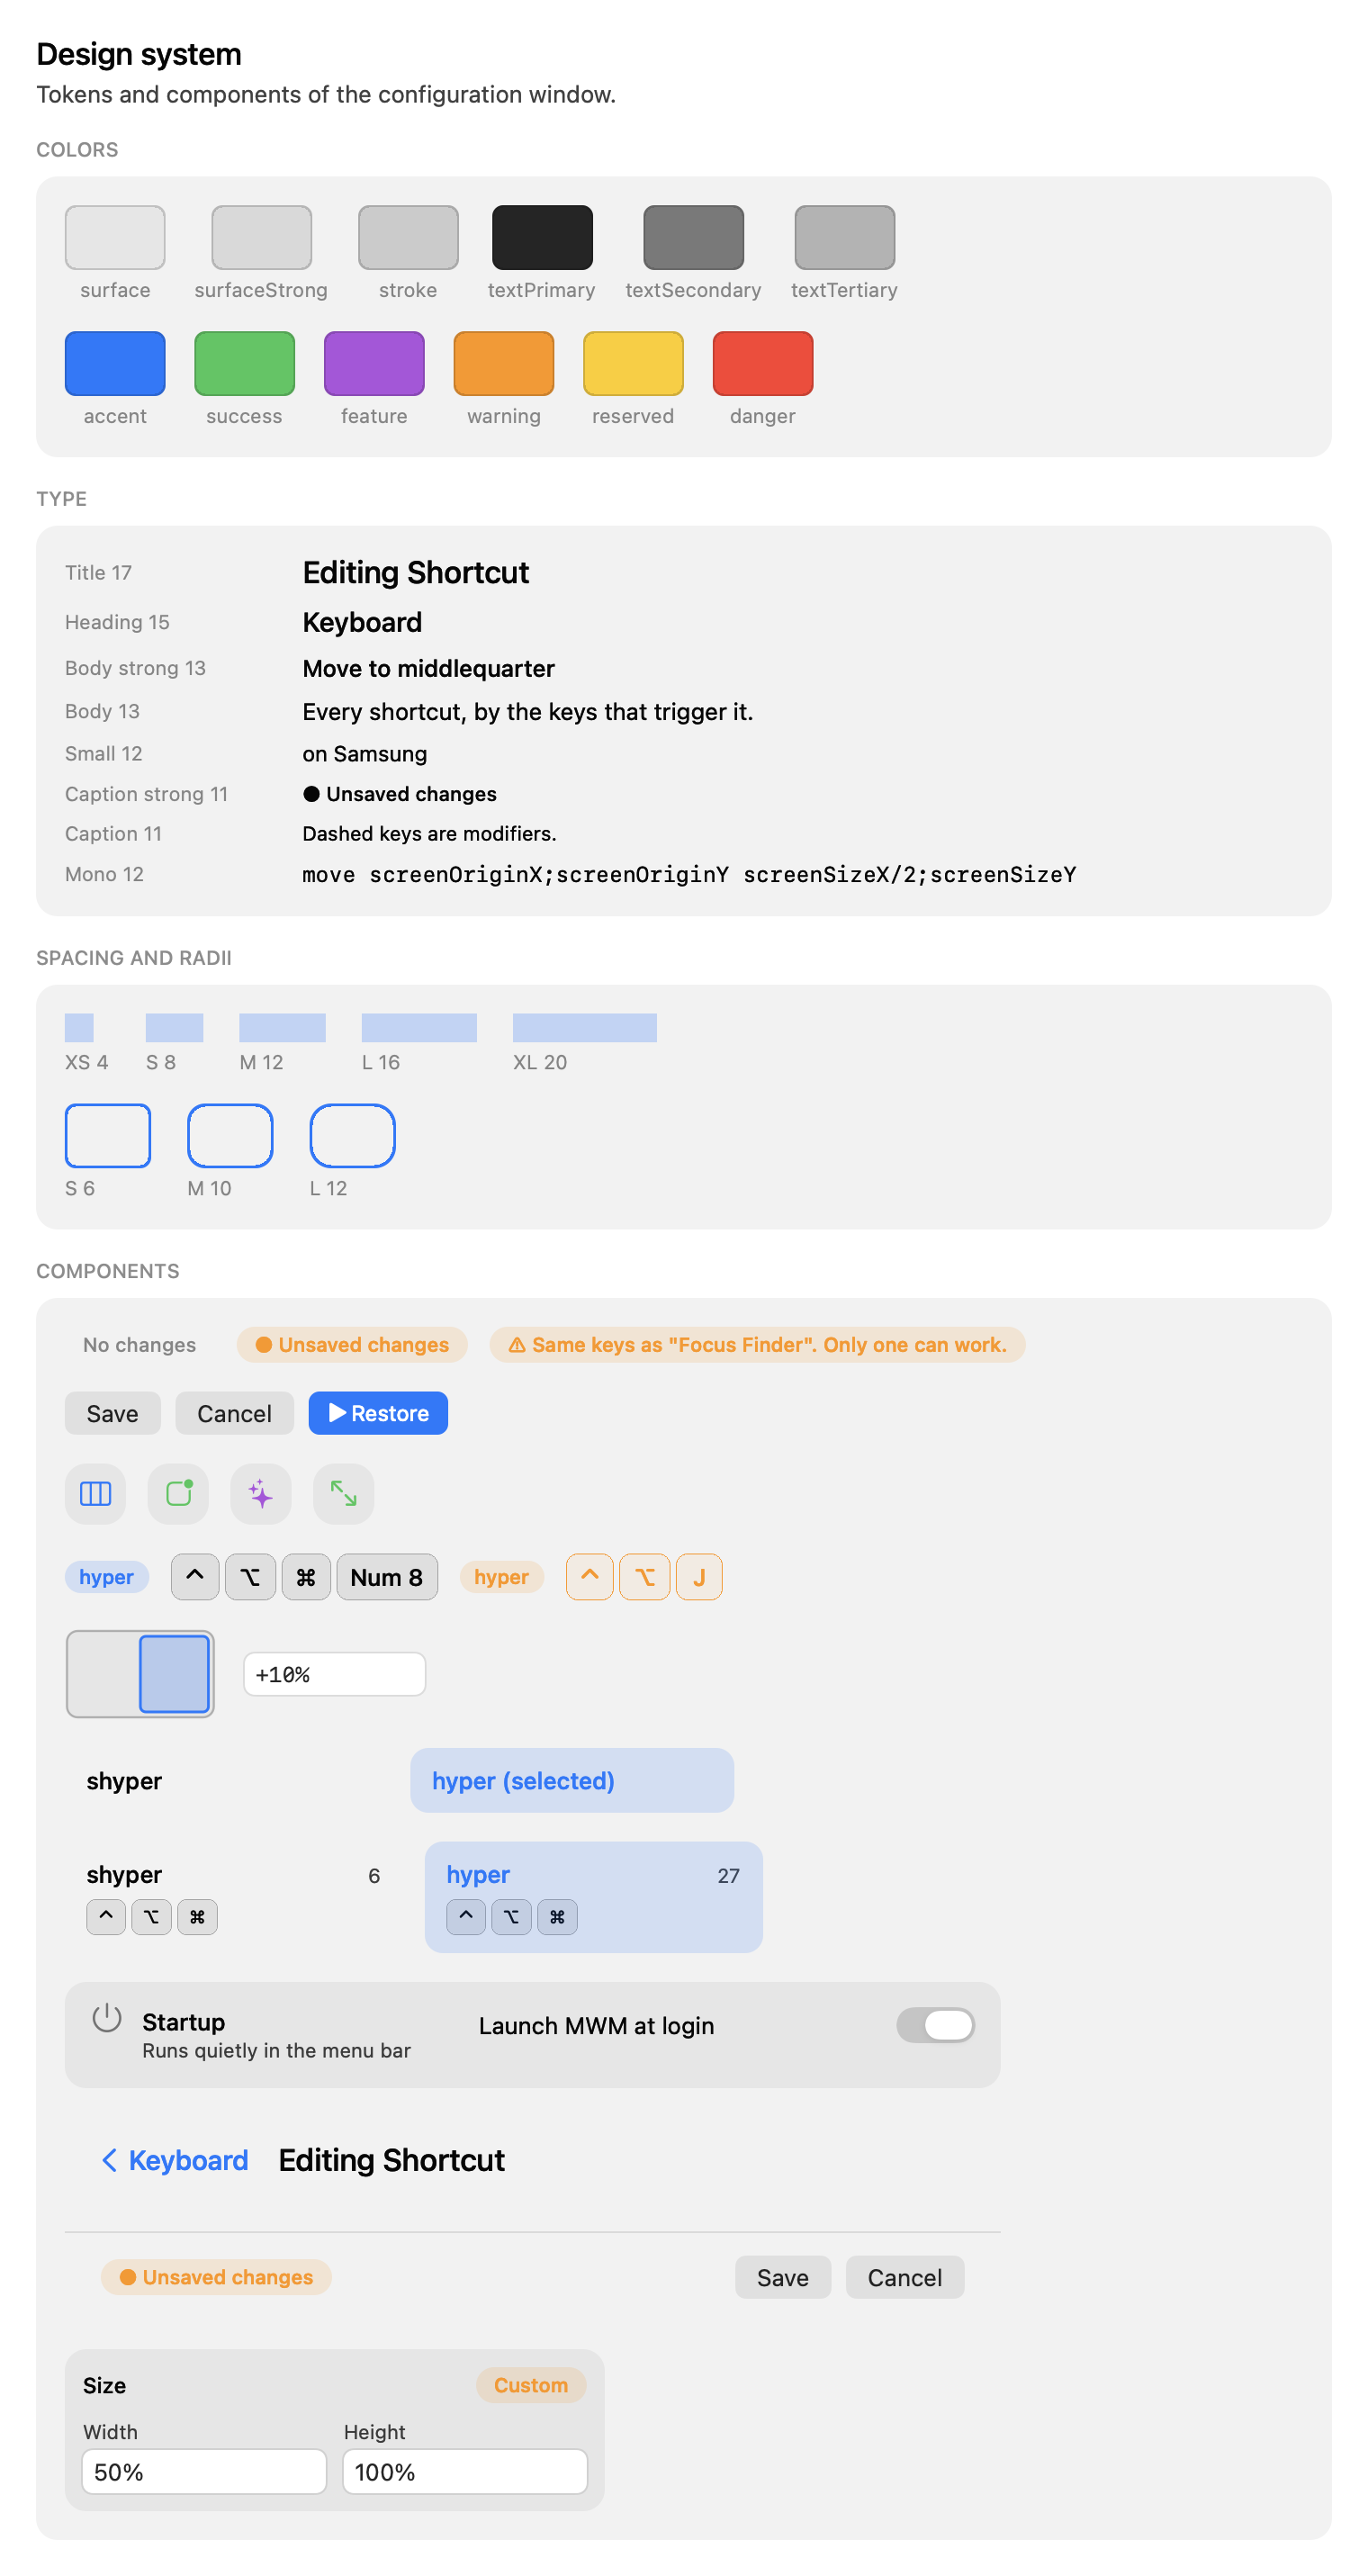 Design system
Tokens and components of the configuration window.
COLORS
surface surfaceStrong stroke textPrimary textSecondary textTertiary
accent success feature warning reserved danger
TYPE
Title 17 Editing Shortcut
Heading 15 Keyboard
Body strong 13 Move to middlequarter
Body 13 Every shortcut, by the keys that trigger it.
Small 12 on Samsung
Caption strong 11 ● Unsaved changes
Caption 11 Dashed keys are modifiers.
Mono 12 move screenOriginX;screenOriginY screenSizeX/2;screenSizeY
SPACING AND RADII
XS 4 S 8 M 12 L 16 XL 20
S 6 M 10 L 12
COMPONENTS
No changes ● Unsaved changes ⚠ Same keys as "Focus Finder". Only one can work.
Save Cancel ▶ Restore
hyper ⌃ ⌥ ⌘ Num 8 hyper ⌃ ⌥ J
+10%
shyper hyper (selected)
shyper 6 hyper 27
⌃ ⌥ ⌘ ⌃ ⌥ ⌘
Startup Launch MWM at login
Runs quietly in the menu bar
Keyboard Editing Shortcut
● Unsaved changes Save Cancel
Size Custom
Width Height
50% 100%